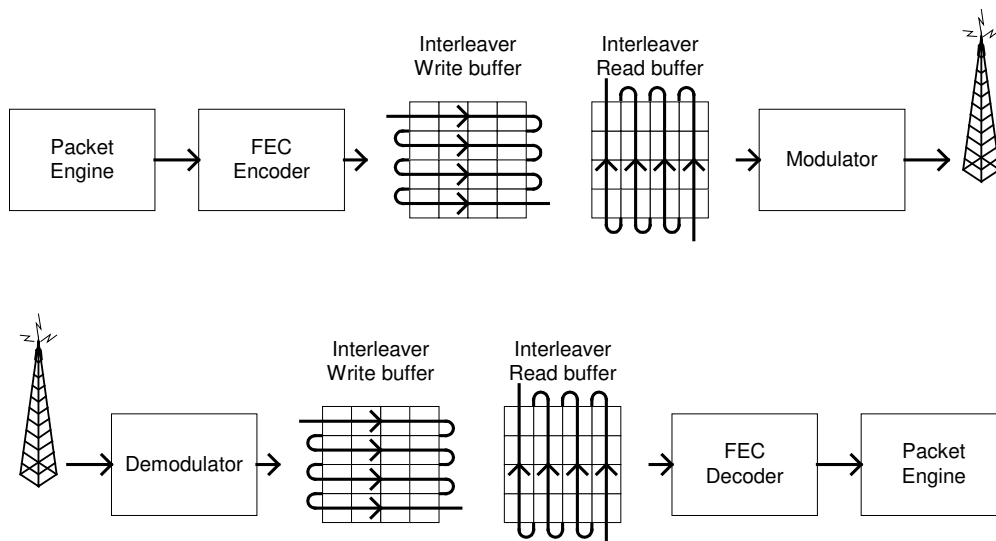 Interleaver
Write buffer
Interleaver
Read buffer
Packet
Engine
FEC
Encoder
Modulator
Interleaver
Write buffer
Interleaver
Read buffer
Demodulator
FEC
Decoder
Packet
Engine